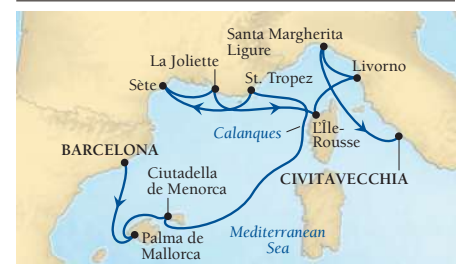 Santa Margherita
Ligure
La Joliette
Livorno
Sète
St. Tropez
Calanques
L'Île-
Rousse
BARCELONA
Ciutadella
de Menorca
CIVITAVECCHIA
Palma de
Mallorca
Mediterranean
Sea